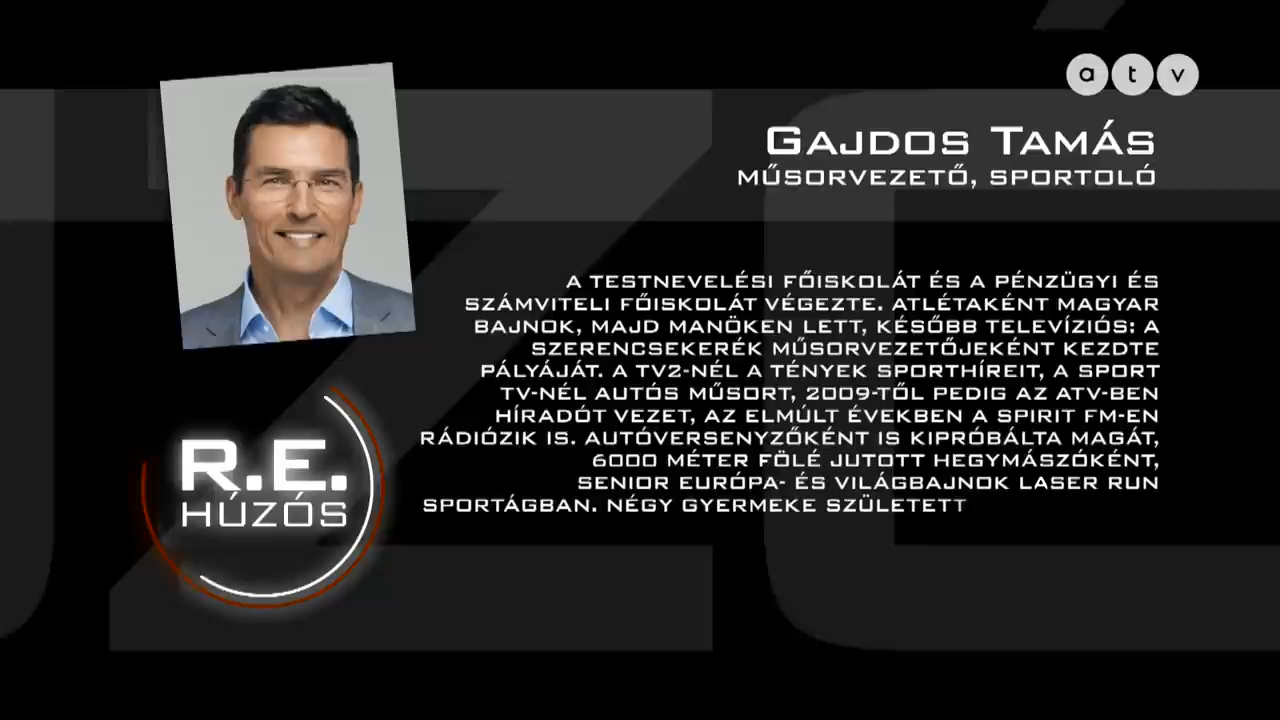 atv
GAJDOS TAMÁS
MŰSORVEZETŐ, SPORTOLÓ
A TESTNEVELÉSI FŐISKOLÁT ÉS A PÉNZÜGYI ÉS
SZÁMVITELI FŐISKOLÁT VÉGEZTE. ATLÉTAKÉNT MAGYAR
BAJNOK, MAJD MANÖKEN LETT, KÉSŐBB TELEVÍZIÓS: A
SZERENCSEKERÉK MŰSORVEZETŐJEKÉNT KEZDTE
PÁLYÁJÁT. A TV2-NÉL A TÉNYEK SPORTHÍREIT, A SPORT
TV-NÉL AUTÓS MŰSORT, 2009-TŐL PEDIG AZ ATV-BEN
HÍRADÓT VEZET, AZ ELMÚLT ÉVEKBEN A SPIRIT FM-EN
RÁDIÓZIK IS. AUTÓVERSENYZŐKÉNT IS KIPRÓBÁLTA MAGÁT,
6000 MÉTER FÖLÉ JUTOTT HEGYMÁSZÓKÉNT,
SENIOR EURÓPA- ÉS VILÁGBAJNOK LASER RUN
SPORTÁGBAN. NÉGY GYERMEKE SZÜLETETT
R.E.
HÚZÓS